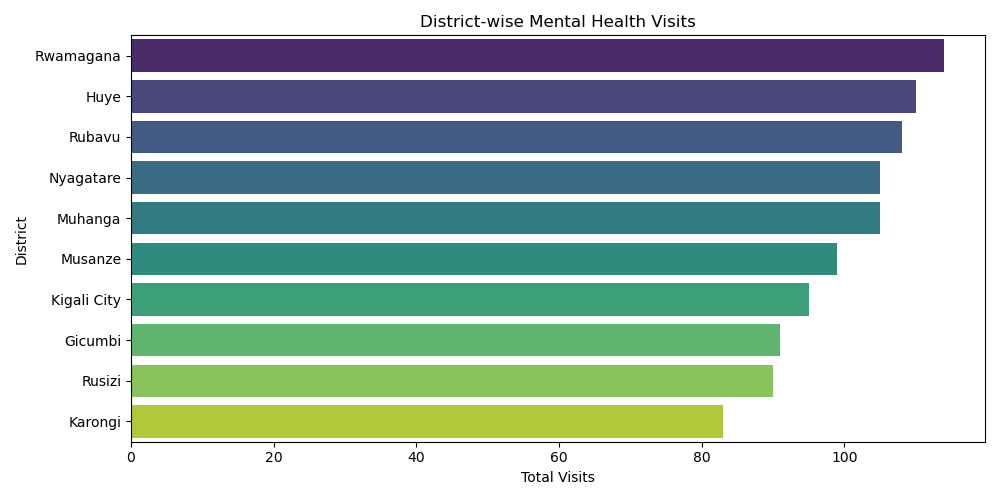 District-wise Mental Health Visits
Rwamagana
Huye
Rubavu
Nyagatare
Muhanga
Musanze
Kigali City
Gicumbi
Rusizi
Karongi
District
0 20 40 60 80 100
Total Visits